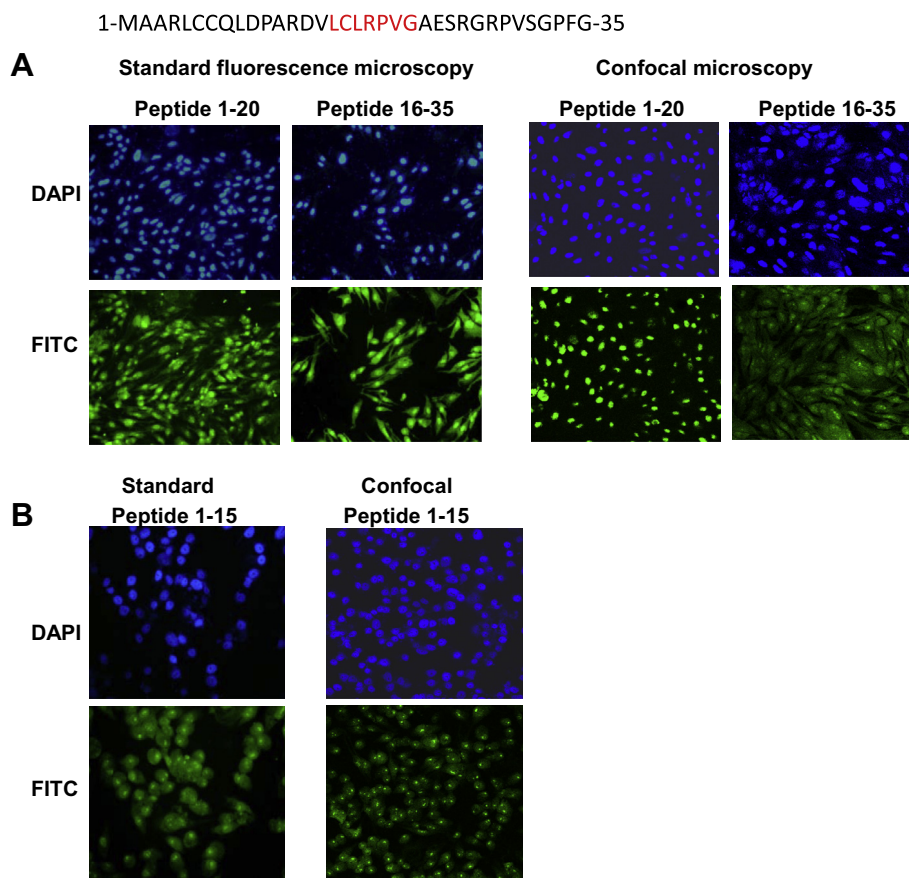 1-MAARLCCQLDPARDVLCLRPVGAESRGRPVSGPFG-35
A
Standard fluorescence microscopy Confocal microscopy
Peptide 1-20 Peptide 16-35 Peptide 1-20 Peptide 16-35
DAPI
FITC
B
Standard Confocal
Peptide 1-15 Peptide 1-15
DAPI
FITC